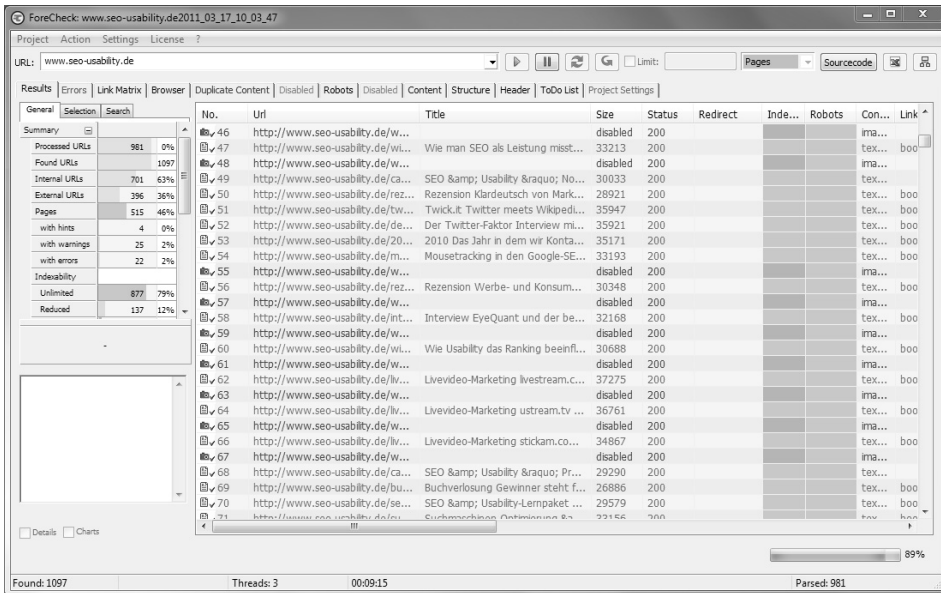 ForeCheck: www.seo-usability.de2011_03_17_10_03_47
Project Action Settings License ?
URL: www.seo-usability.de Limit: Pages Sourcecode
Results Errors Link Matrix Browser Duplicate Content Disabled Robots Disabled Content Structure Header ToDo List Project Settings
General Selection Search
Summary
Processed URLs 981 0%
Found URLs 1097
Internal URLs 701 63%
External URLs 396 36%
Pages 515 46%
with hints 4 0%
with warnings 25 2%
with errors 22 2%
Indexability
Unlimited 877 79%
Reduced 137 12%
-
Details Charts
No. Url Title Size Status Redirect Inde... Robots Con... Link
46 http://www.seo-usability.de/w... disabled 200 ima...
47 http://www.seo-usability.de/wi... Wie man SEO als Leistung misst... 33213 200 tex... boo
48 http://www.seo-usability.de/w... disabled 200 ima...
49 http://www.seo-usability.de/ca... SEO &amp; Usability &raquo; No... 30033 200 tex...
50 http://www.seo-usability.de/rez... Rezension Klardeutsch von Mark... 28921 200 tex... boo
51 http://www.seo-usability.de/tw... Twick.it Twitter meets Wikipedi... 35947 200 tex... boo
52 http://www.seo-usability.de/de... Der Twitter-Faktor Interview mi... 35921 200 tex... boo
53 http://www.seo-usability.de/20... 2010 Das Jahr in dem wir Konta... 35171 200 tex... boo
54 http://www.seo-usability.de/m... Mousetracking in den Google-SE... 33193 200 tex... boo
55 http://www.seo-usability.de/w... disabled 200 ima...
56 http://www.seo-usability.de/rez... Rezension Werbe- und Konsum... 30348 200 tex... boo
57 http://www.seo-usability.de/w... disabled 200 ima...
58 http://www.seo-usability.de/int... Interview EyeQuant und der be... 32168 200 tex... boo
59 http://www.seo-usability.de/w... disabled 200 ima...
60 http://www.seo-usability.de/wi... Wie Usability das Ranking beeinfl... 30688 200 tex... boo
61 http://www.seo-usability.de/w... disabled 200 ima...
62 http://www.seo-usability.de/liv... Livevideo-Marketing livestream.c... 37275 200 tex... boo
63 http://www.seo-usability.de/w... disabled 200 ima...
64 http://www.seo-usability.de/liv... Livevideo-Marketing ustream.tv ... 36761 200 tex... boo
65 http://www.seo-usability.de/w... disabled 200 ima...
66 http://www.seo-usability.de/liv... Livevideo-Marketing stickam.co... 34867 200 tex... boo
67 http://www.seo-usability.de/w... disabled 200 ima...
68 http://www.seo-usability.de/ca... SEO &amp; Usability &raquo; Pr... 29290 200 tex...
69 http://www.seo-usability.de/bu... Buchverlosung Gewinner steht f... 26886 200 tex... boo
70 http://www.seo-usability.de/se... SEO &amp; Usability-Lernpaket ... 29579 200 tex... boo
71
89%
Found: 1097 Threads: 3 00:09:15 Parsed: 981